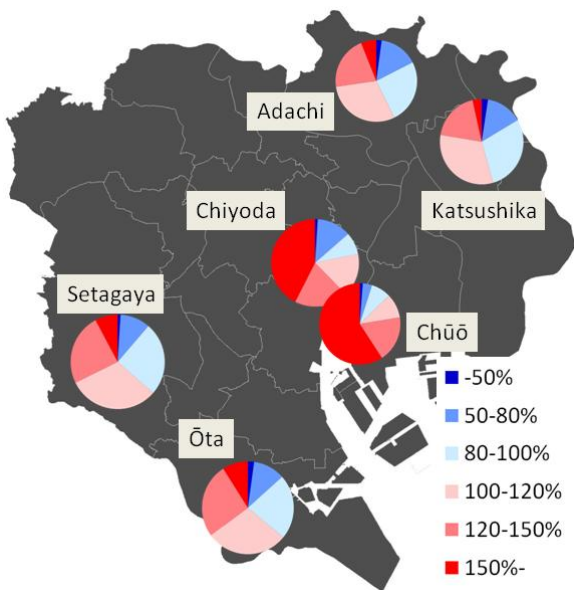 Adachi
Katsushika
Chiyoda
Setagaya
Chūō
Ōta
-50%
50-80%
80-100%
100-120%
120-150%
150%-